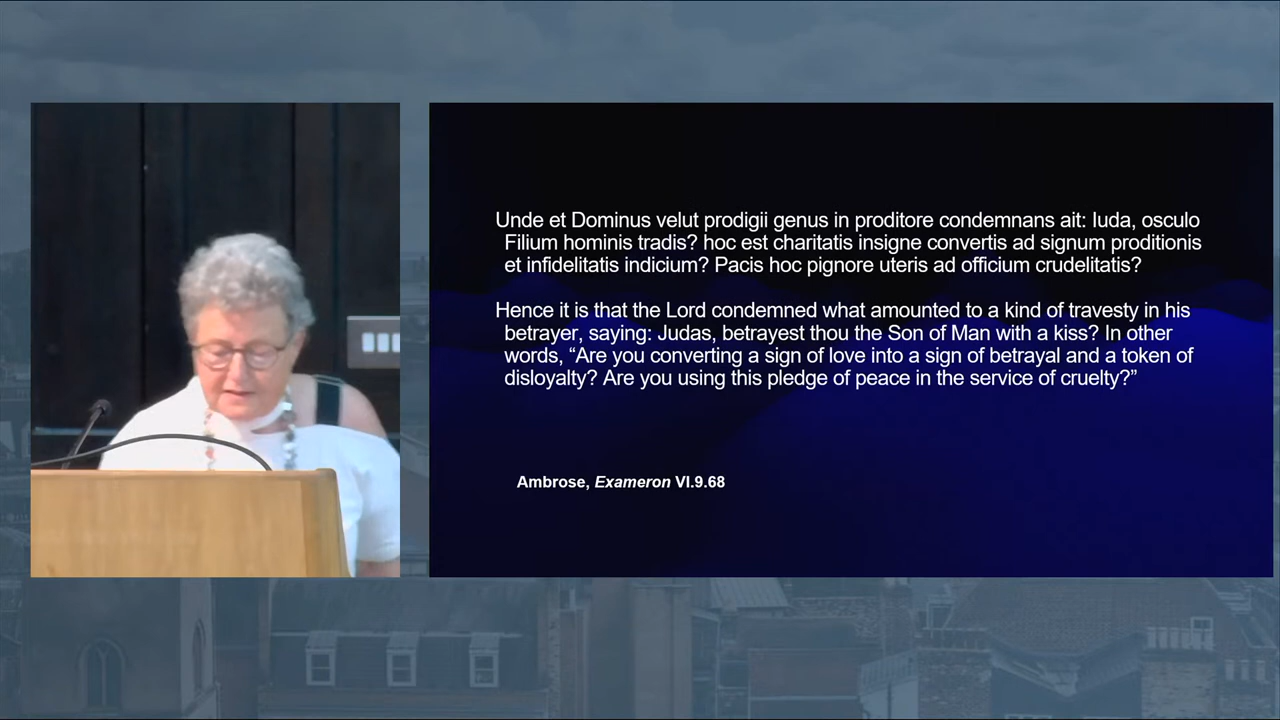 Unde et Dominus velut prodigii genus in proditore condemnans ait: Iuda, osculo
Filium hominis tradis? hoc est charitatis insigne convertis ad signum proditionis
et infidelitatis indicium? Pacis hoc pignore uteris ad officium crudelitatis?
Hence it is that the Lord condemned what amounted to a kind of travesty in his
betrayer, saying: Judas, betrayest thou the Son of Man with a kiss? In other
words, “Are you converting a sign of love into a sign of betrayal and a token of
disloyalty? Are you using this pledge of peace in the service of cruelty?”
Ambrose, Exameron VI.9.68